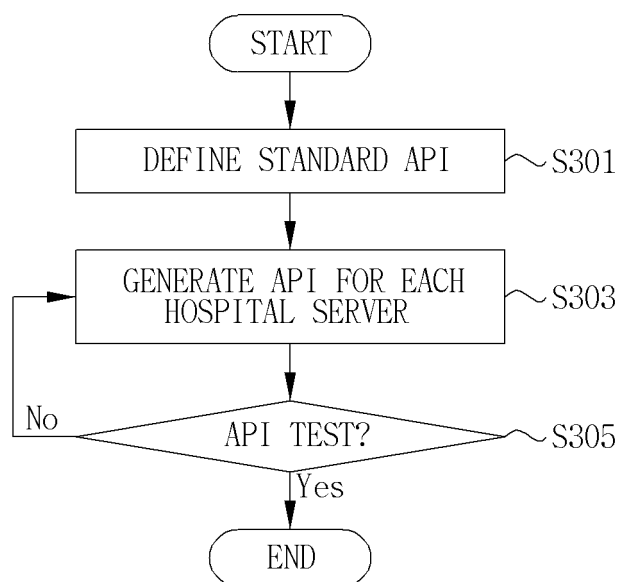 START
DEFINE STANDARD API
S301
GENERATE API FOR EACH
HOSPITAL SERVER
S303
API TEST?
S305
No
Yes
END